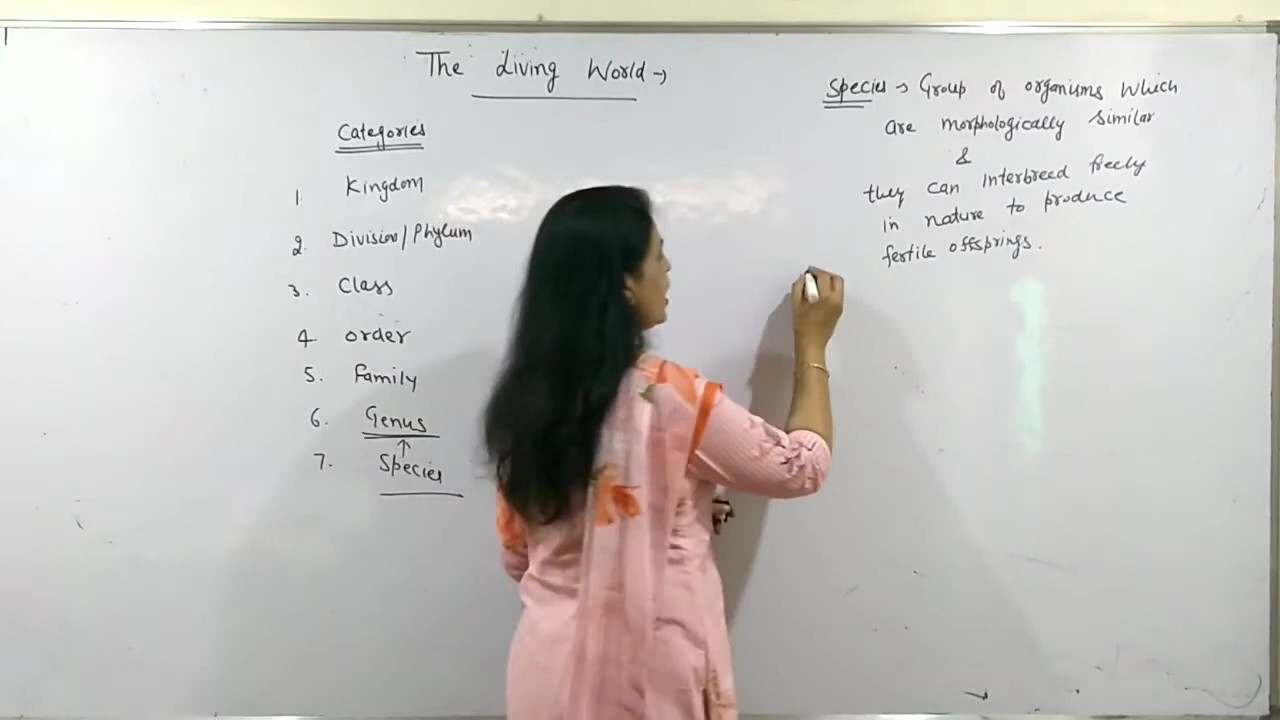 The Living World →
Categories
1. Kingdom
2. Division/Phylum
3. Class
4. order
5. Family
6. Genus
↑
7. Species
Species → Group of organisms which
are morphologically similar
&
they can interbreed freely
in nature to produce
fertile offsprings.